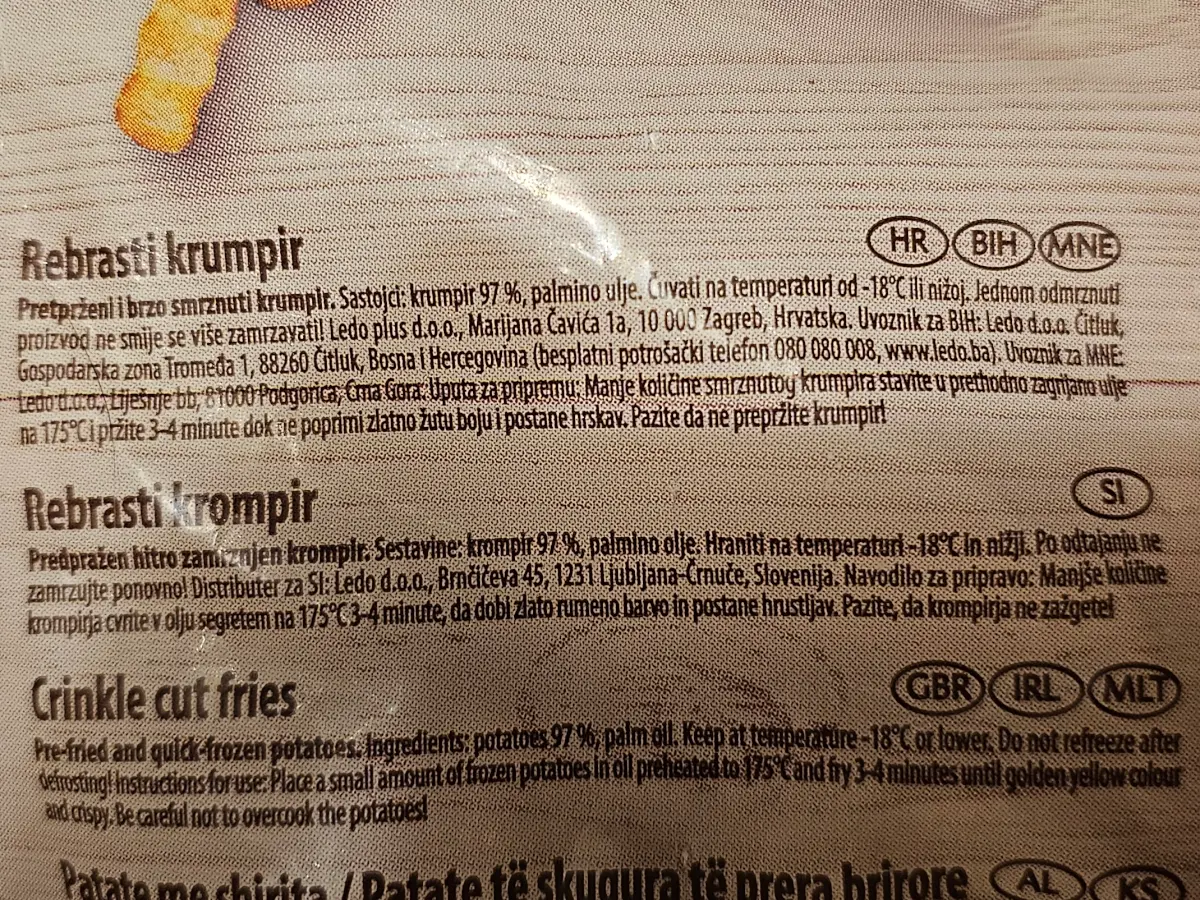 Rebrasti krumpir
HR BIH MNE
Pretprženi i brzo smrznuti krumpir. Sastojci: krumpir 97 %, palmino ulje. Čuvati na temperaturi od -18°C ili nižoj. Jednom odmrznuti
proizvod ne smije se više zamrzavati! Ledo plus d.o.o., Marijana Čavića 1a, 10 000 Zagreb, Hrvatska. Uvoznik za BIH: Ledo d.o.o. Čitluk,
Gospodarska zona Tromeđa 1, 88260 Čitluk, Bosna i Hercegovina (besplatni potrošački telefon 080 080 008, www.ledo.ba). Uvoznik za MNE:
Ledo d.o.o., Liješnje bb, 81000 Podgorica, Crna Gora. Uputa za pripremu: Manje količine smrznutog krumpira stavite u prethodno zagrijano ulje
na 175°C i pržite 3-4 minute dok ne poprimi zlatno žutu boju i postane hrskav. Pazite da ne prepržite krumpir!
Rebrasti krompir
SI
Predpražen hitro zamrznjen krompir. Sestavine: krompir 97 %, palmino olje. Hraniti na temperaturi -18°C in nižji. Po odtajanju ne
zamrzujte ponovno! Distributer za SI: Ledo d.o.o., Brnčičeva 45, 1231 Ljubljana-Črnuče, Slovenija. Navodilo za pripravo: Manjše količine
krompirja cvrite v olju segretem na 175°C 3-4 minute, da dobi zlato rumeno barvo in postane hrustljav. Pazite, da krompirja ne zažgete!
Crinkle cut fries
GBR IRL MLT
Pre-fried and quick-frozen potatoes. Ingredients: potatoes 97 %, palm oil. Keep at temperature -18°C or lower. Do not refreeze after
defrosting! Instructions for use: Place a small amount of frozen potatoes in oil preheated to 175°C and fry 3-4 minutes until golden yellow colour
and crispy. Be careful not to overcook the potatoes!
Patate me shirita / Patate të skuqura të prera brirore
AL KS